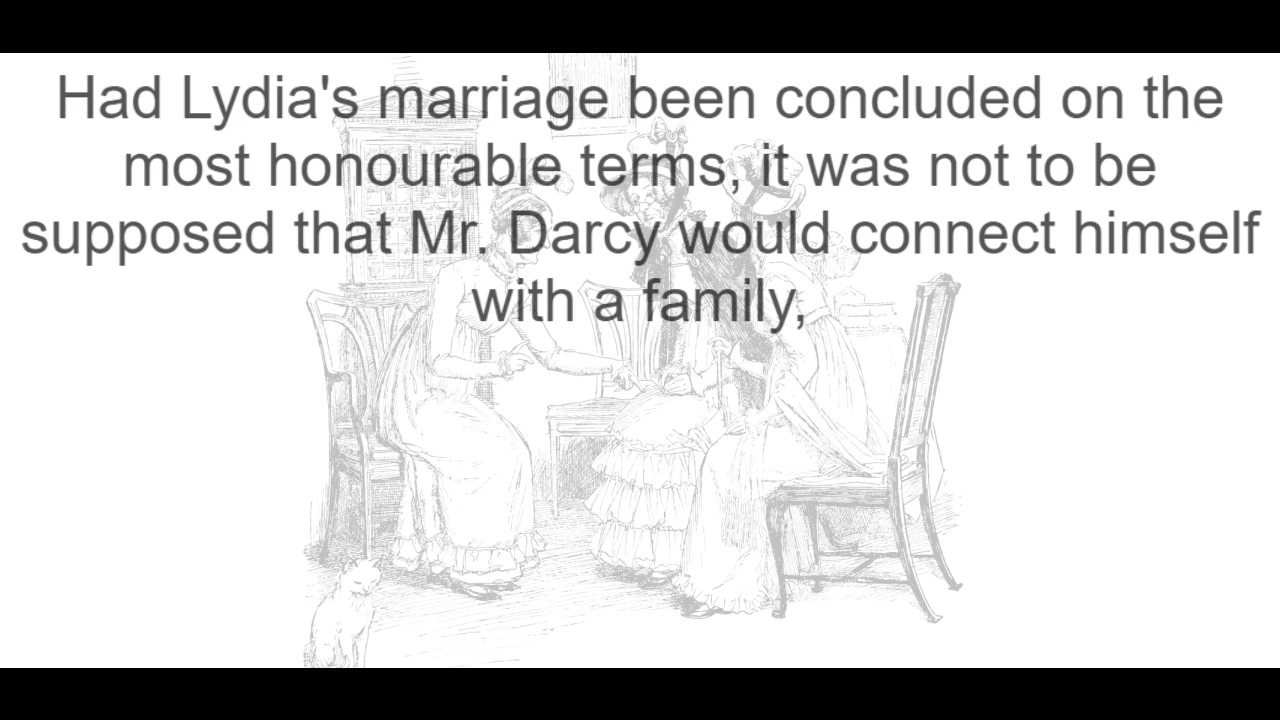 Had Lydia's marriage been concluded on the
most honourable terms, it was not to be
supposed that Mr. Darcy would connect himself
with a family,